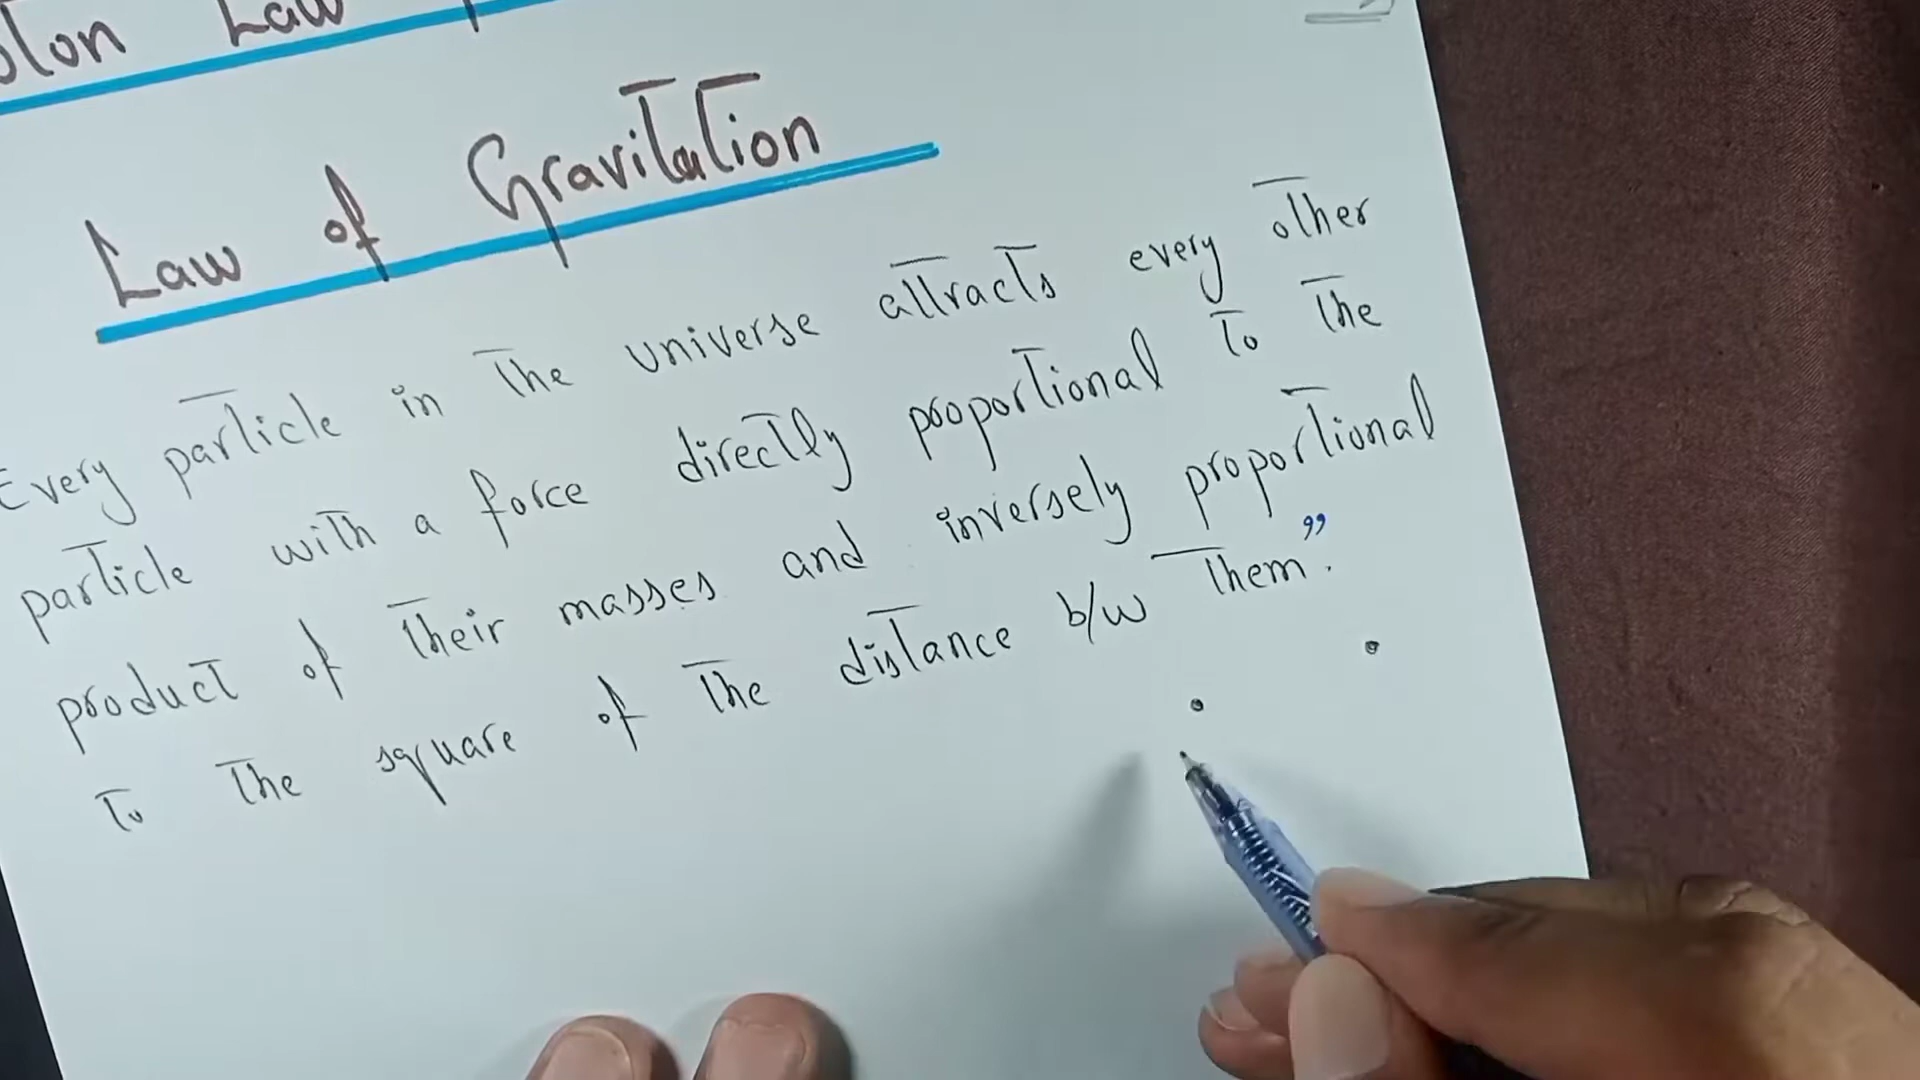 Law
Law of Gravitation
Every particle in the universe attracts every other
particle with a force directly proportional to the
product of their masses and inversely proportional
to the square of the distance b/w them.”